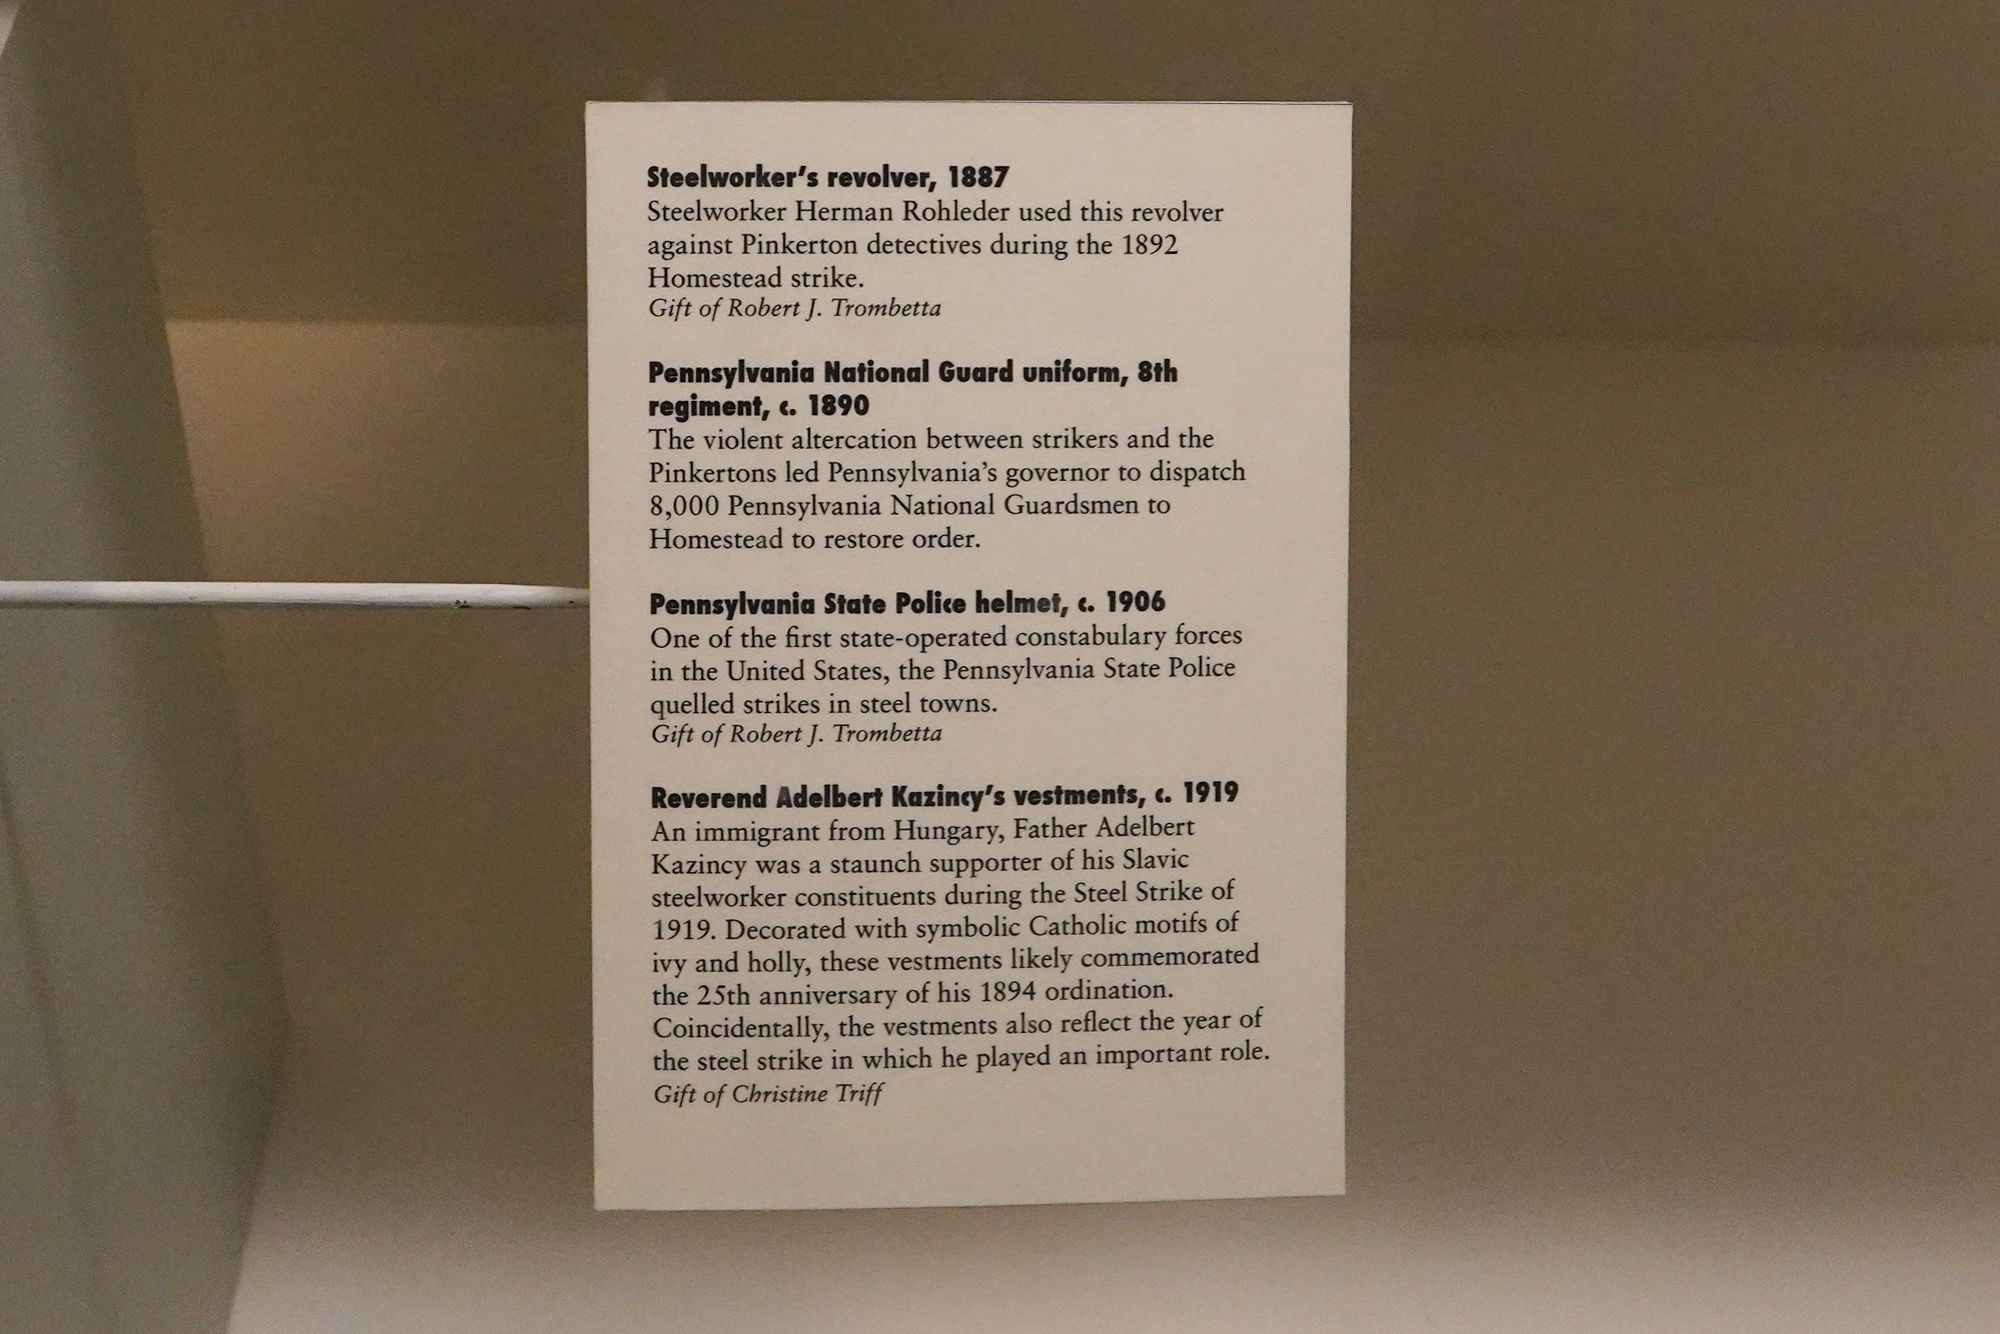 Steelworker's revolver, 1887
Steelworker Herman Rohleder used this revolver
against Pinkerton detectives during the 1892
Homestead strike.
Gift of Robert J. Trombetta
Pennsylvania National Guard uniform, 8th
regiment, c. 1890
The violent altercation between strikers and the
Pinkertons led Pennsylvania's governor to dispatch
8,000 Pennsylvania National Guardsmen to
Homestead to restore order.
Pennsylvania State Police helmet, c. 1906
One of the first state-operated constabulary forces
in the United States, the Pennsylvania State Police
quelled strikes in steel towns.
Gift of Robert J. Trombetta
Reverend Adelbert Kazincy's vestments, c. 1919
An immigrant from Hungary, Father Adelbert
Kazincy was a staunch supporter of his Slavic
steelworker constituents during the Steel Strike of
1919. Decorated with symbolic Catholic motifs of
ivy and holly, these vestments likely commemorated
the 25th anniversary of his 1894 ordination.
Coincidentally, the vestments also reflect the year of
the steel strike in which he played an important role.
Gift of Christine Triff